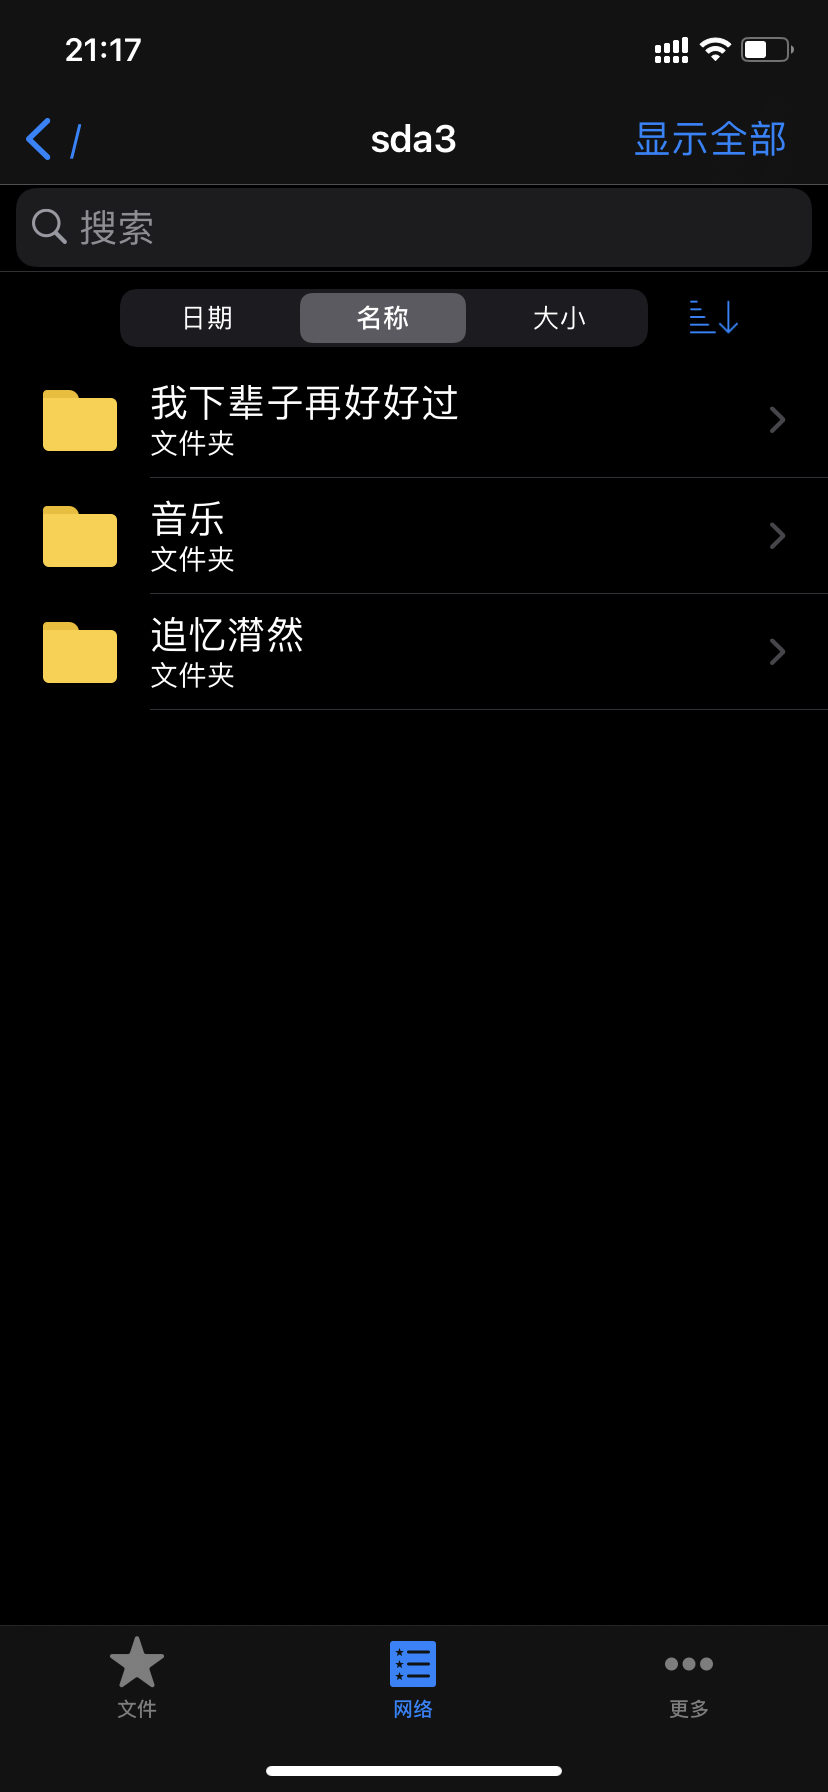 21:17
/
sda3
显示全部
搜索
日期
名称
大小
我下辈子再好好过
文件夹
音乐
文件夹
追忆潸然
文件夹
文件
网络
更多